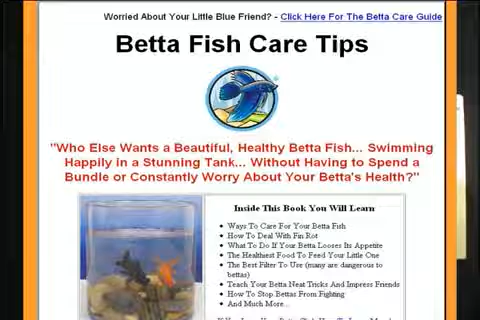 Worried About Your Little Blue Friend? - Click Here For The Betta Care Guide
Betta Fish Care Tips
"Who Else Wants a Beautiful, Healthy Betta Fish... Swimming
Happily in a Stunning Tank... Without Having to Spend a
Bundle or Constantly Worry About Your Betta's Health?"
Inside This Book You Will Learn
Ways To Care For Your Betta Fish
How To Deal With Fin Rot
What To Do If Your Betta Looses Its Appetite
The Healthiest Food To Feed Your Little One
The Best Filter To Use (many are dangerous to
bettas)
Teach Your Betta Neat Tricks And Impress Friends
How To Stop Bettas From Fighting
And Much More...